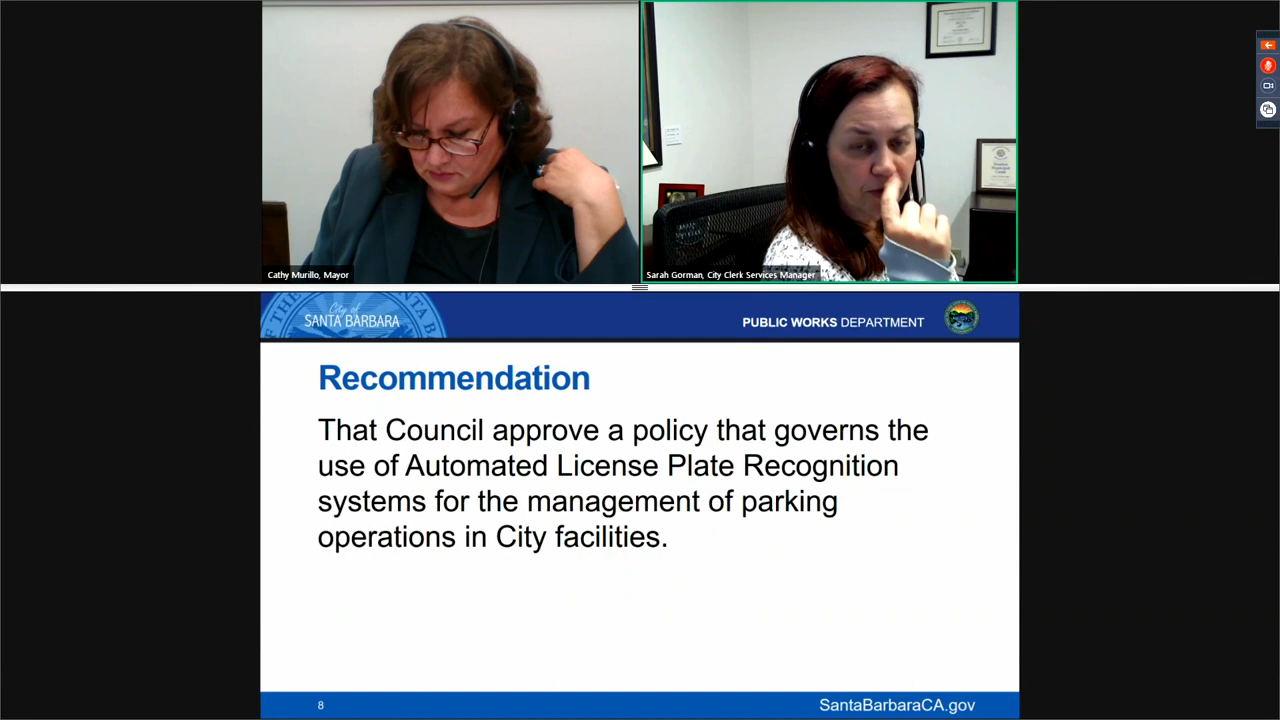 Cathy Murillo, Mayor
Sarah Gorman, City Clerk Services Manager
City of
SANTA BARBARA
PUBLIC WORKS DEPARTMENT
Recommendation
That Council approve a policy that governs the
use of Automated License Plate Recognition
systems for the management of parking
operations in City facilities.
8
SantaBarbaraCA.gov